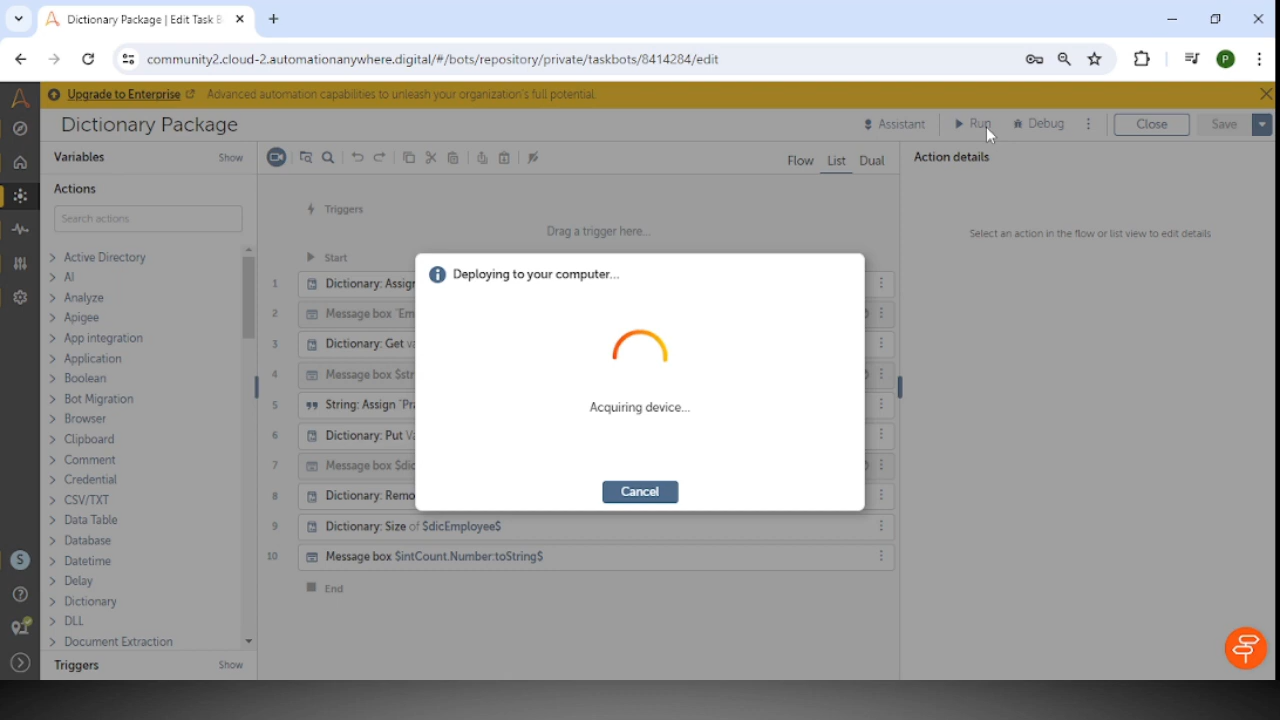 Dictionary Package | Edit Task B
community2.cloud-2.automationanywhere.digital/#/bots/repository/private/taskbots/8414284/edit
P
Upgrade to Enterprise Advanced automation capabilities to unleash your organization's full potential.
Dictionary Package
Assistant
Run
Debug
Close
Save
Variables
Show
Flow
List
Dual
Action details
Actions
Search actions
Select an action in the flow or list view to edit details
Active Directory
AI
Analyze
Apigee
App integration
Application
Boolean
Bot Migration
Browser
Clipboard
Comment
Credential
CSV/TXT
Data Table
Database
Datetime
Delay
Dictionary
DLL
Document Extraction
Triggers
Show
S
Triggers
Drag a trigger here...
Start
1 Dictionary: Assign
2 Message box "Em
3 Dictionary: Get va
4 Message box $str
5 String: Assign "Pra
6 Dictionary: Put Va
7 Message box $dic
8 Dictionary: Remo
9 Dictionary: Size of $dicEmployee$
10 Message box $intCount.Number:toString$
End
Deploying to your computer...
Acquiring device...
Cancel